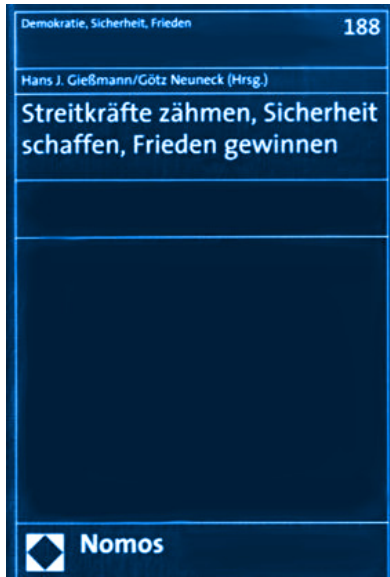 Demokratie, Sicherheit, Frieden
188
Hans J. Gießmann/Götz Neuneck (Hrsg.)
Streitkräfte zähmen, Sicherheit
schaffen, Frieden gewinnen
Nomos